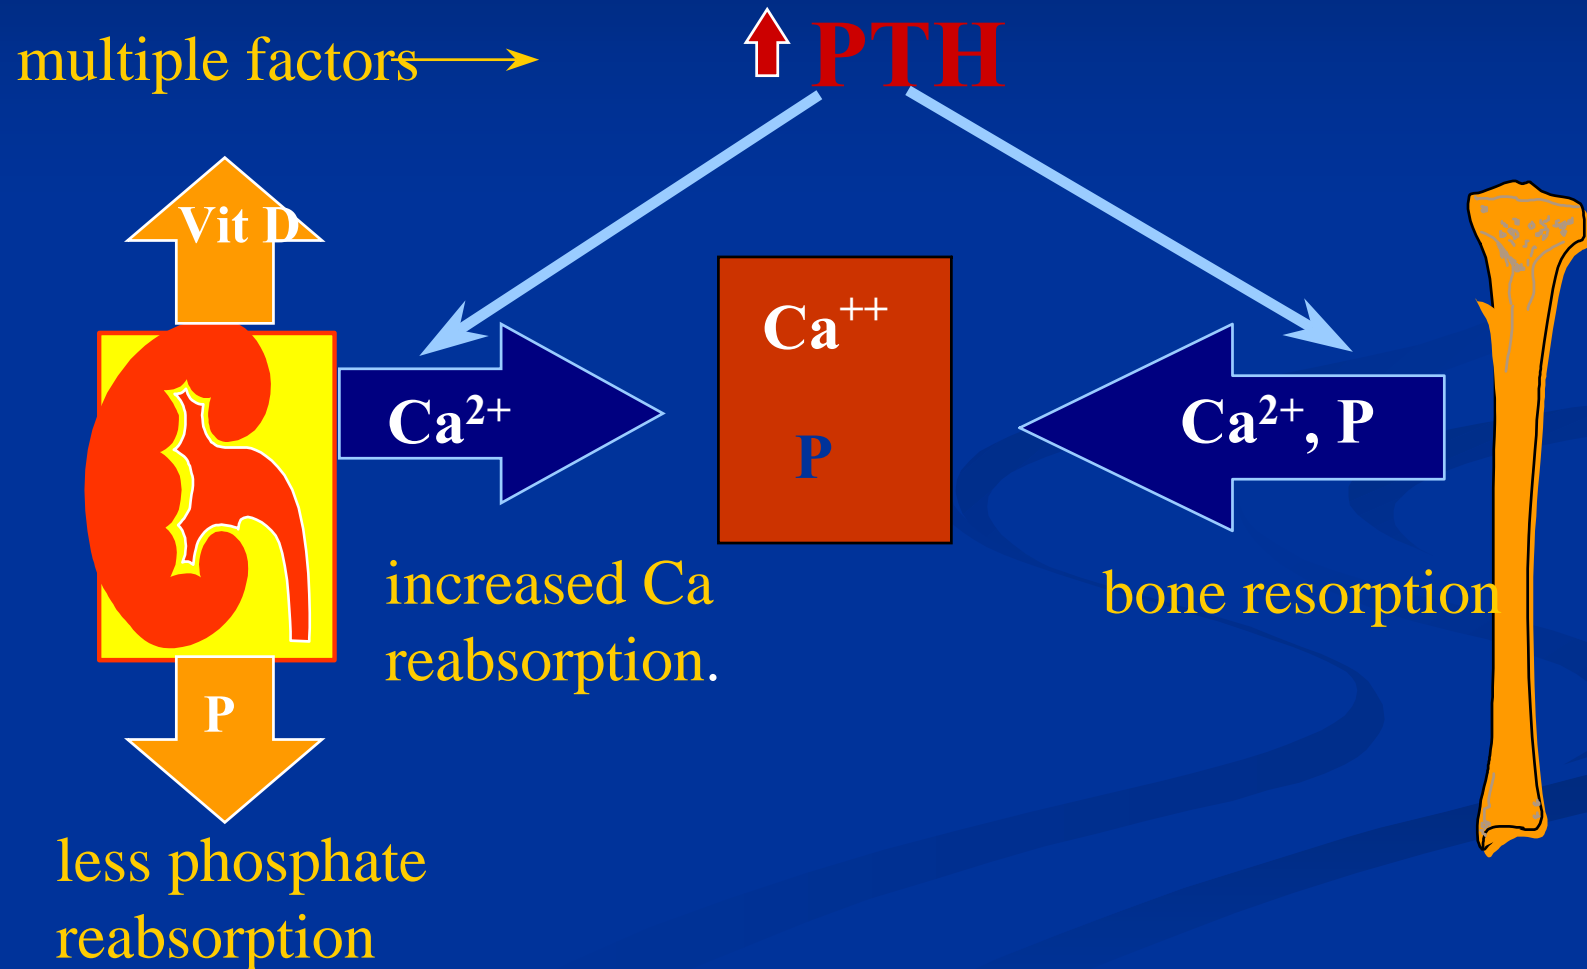 multiple factors
PTH
Vit D
Ca++
Ca2+
P
Ca2+, P
increased Ca
reabsorption.
bone resorption
P
less phosphate
reabsorption